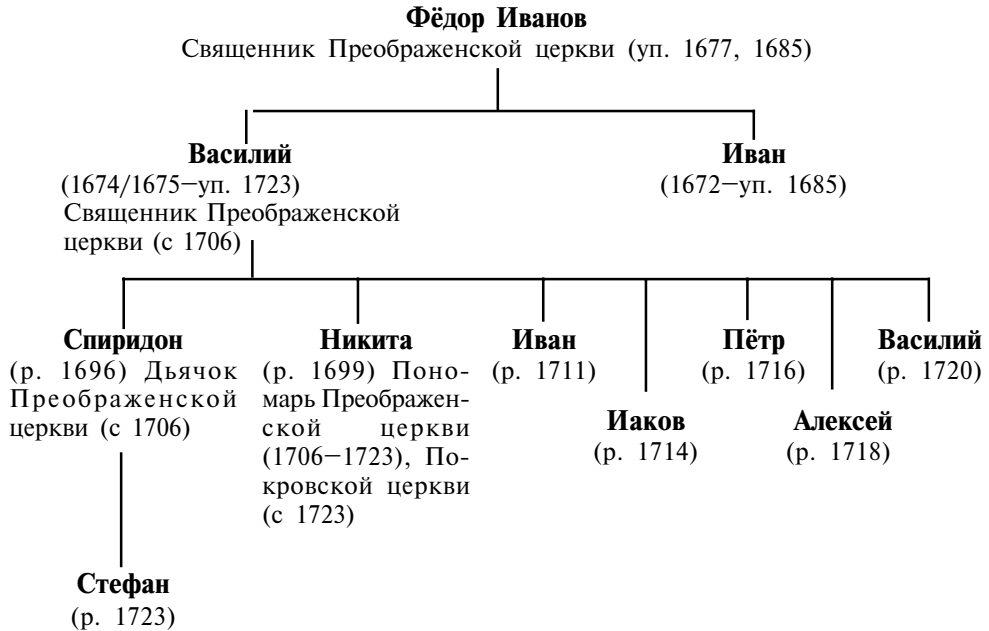 Фёдор Иванов
Священник Преображенской церкви (уп. 1677, 1685)
Василий
(1674/1675—уп. 1723)
Священник Преображенской
церкви (с 1706)
Иван
(1672—уп. 1685)
Спиридон
(р. 1696) Дьячок
Преображенской
церкви (с 1706)
Никита
(р. 1699) Поно-
марь Преображен-
ской церкви
(1706—1723), По-
кровской церкви
(с 1723)
Иван
(р. 1711)
Иаков
(р. 1714)
Пётр
(р. 1716)
Алексей
(р. 1718)
Василий
(р. 1720)
Стефан
(р. 1723)